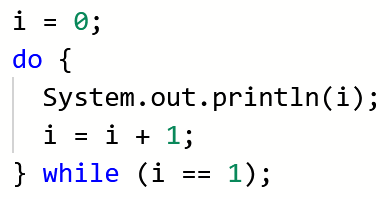 i = 0;
do {
  System.out.println(i);
  i = i + 1;
} while (i == 1);